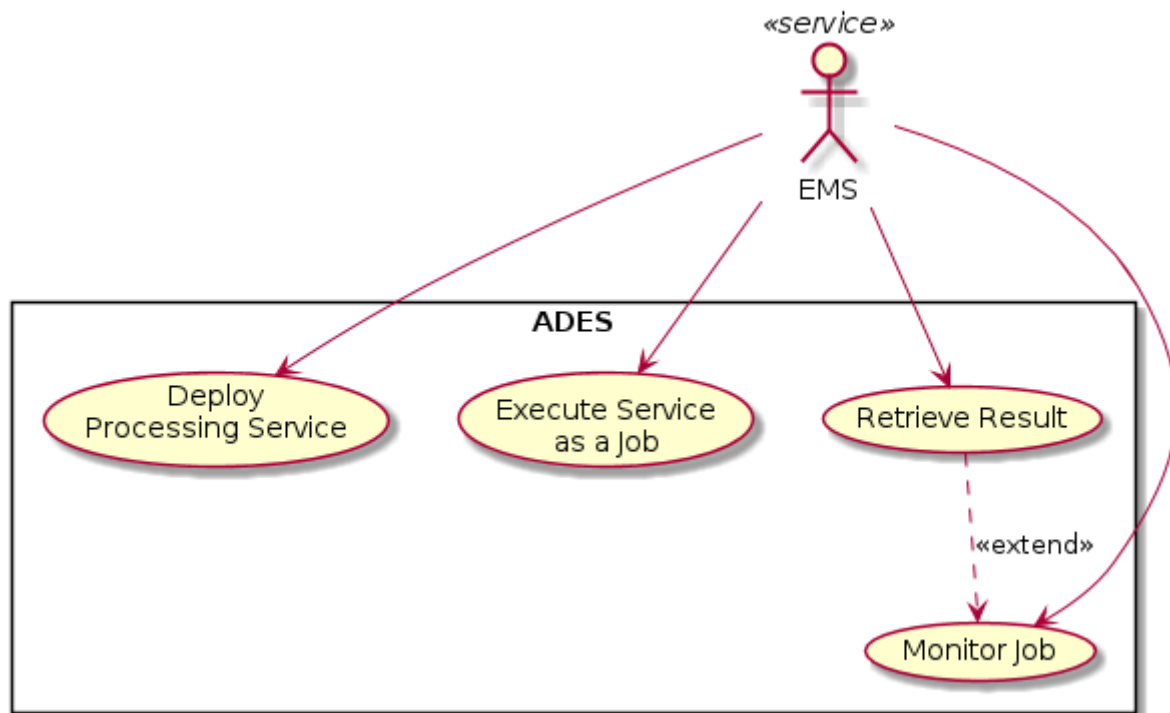 «service»
EMS
ADES
Deploy
Processing Service
Execute Service
as a Job
Retrieve Result
«extend»
Monitor Job